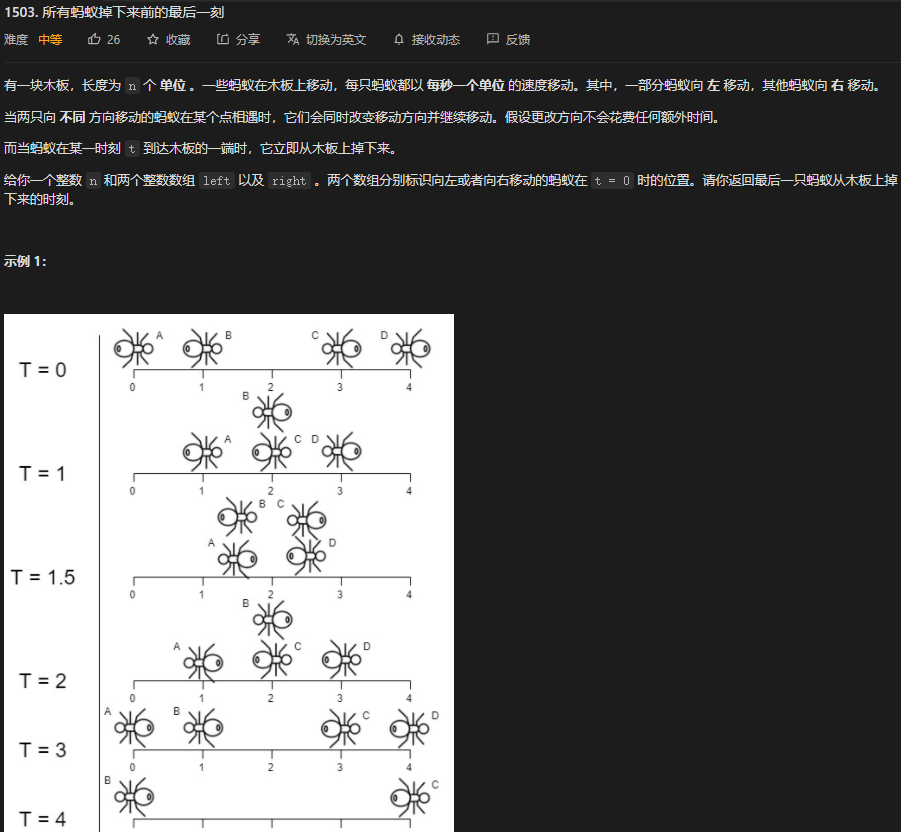 1503. 所有蚂蚁掉下来前的最后一刻
难度 中等 26 收藏 分享 切换为英文 接收动态 反馈
有一块木板，长度为 n 个 单位 。一些蚂蚁在木板上移动，每只蚂蚁都以 每秒一个单位 的速度移动。其中，一部分蚂蚁向 左 移动，其他蚂蚁向 右 移动。
当两只向 不同 方向移动的蚂蚁在某个点相遇时，它们会同时改变移动方向并继续移动。假设更改方向不会花费任何额外时间。
而当蚂蚁在某一时刻 t 到达木板的一端时，它立即从木板上掉下来。
给你一个整数 n 和两个整数数组 left 以及 right 。两个数组分别标识向左或者向右移动的蚂蚁在 t = 0 时的位置。请你返回最后一只蚂蚁从木板上掉
下来的时刻。
示例 1：
A B C D
T = 0
0 1 2 3 4
B
A C D
T = 1
0 1 2 3 4
B C
A D
T = 1.5
0 1 2 3 4
B
A C D
T = 2
0 1 2 3 4
A B C D
T = 3
0 1 2 3 4
B C
T = 4